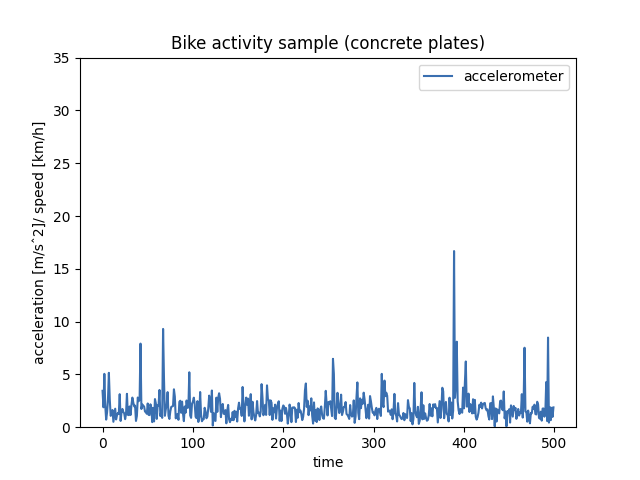 Bike activity sample (concrete plates)
accelerometer
acceleration [m/sˆ2]/ speed [km/h]
35
30
25
20
15
10
5
0
0 100 200 300 400 500
time